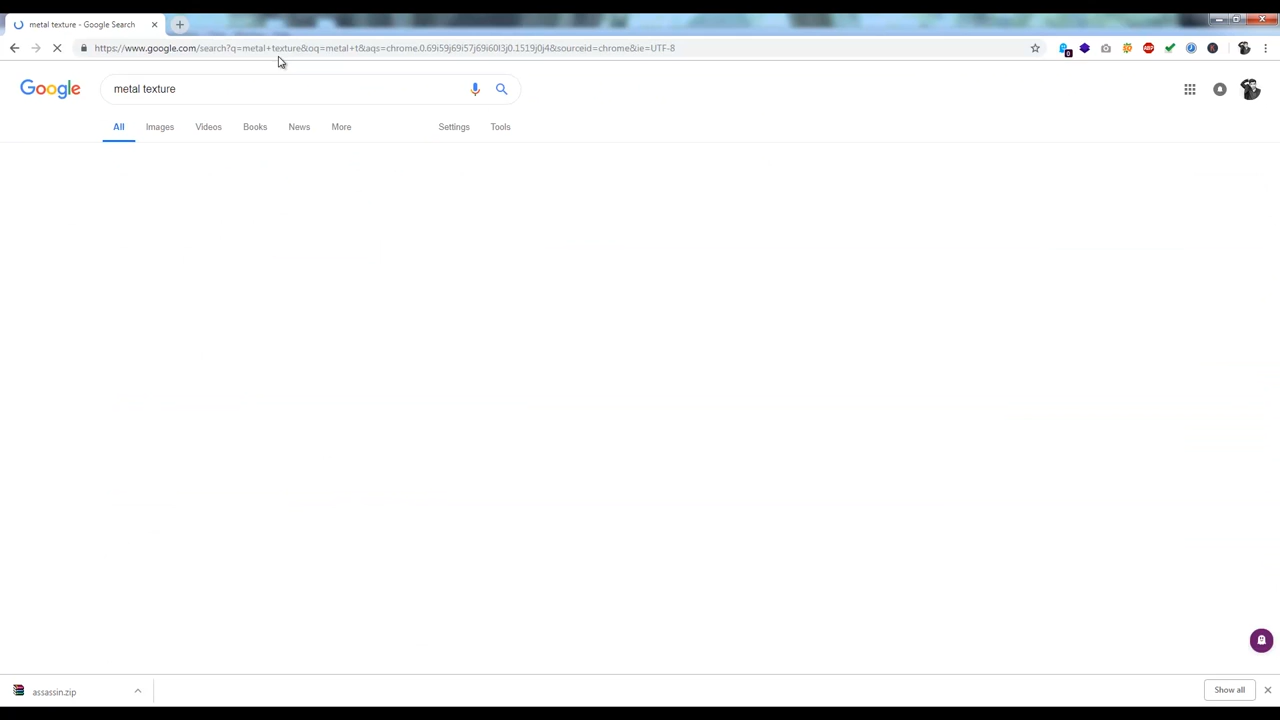 metal texture - Google Search
https://www.google.com/search?q=metal+texture&oq=metal+t&aqs=chrome.0.69i59j69i57j69i60l3j0.1519j0j4&sourceid=chrome&ie=UTF-8
0
ABP
Google
metal texture
All
Images
Videos
Books
News
More
Settings
Tools
assassin.zip
Show all